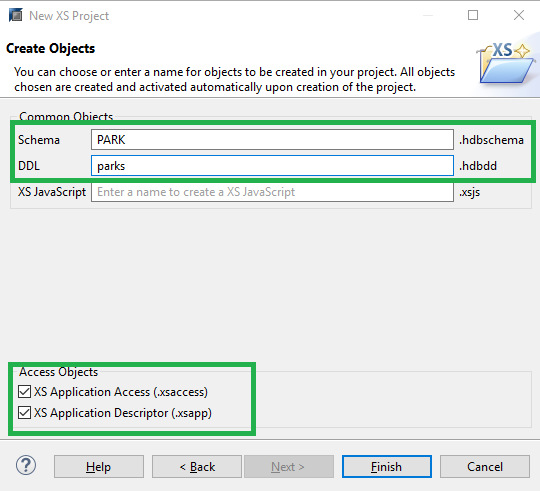 New XS Project
Create Objects
You can choose or enter a name for objects to be created in your project. All objects
chosen are created and activated automatically upon creation of the project.
XS
Common Objects
Schema PARK .hdbschema
DDL parks .hdbdd
XS JavaScript Enter a name to create a XS JavaScript .xsjs
Access Objects
XS Application Access (.xsaccess)
XS Application Descriptor (.xsapp)
? Help < Back Next > Finish Cancel